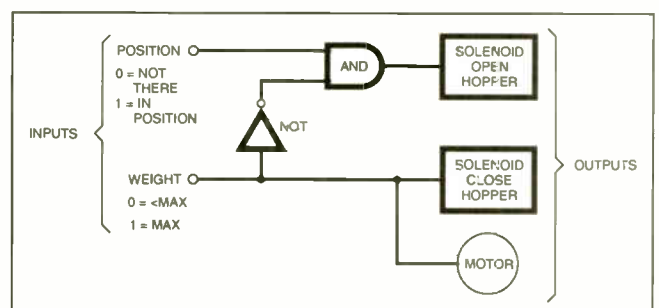 POSITION
0 = NOT
THERE
1 = IN
POSITION
INPUTS
WEIGHT
0 = <MAX
1 = MAX
AND
NOT
SOLENOID
OPEN
HOPPER
SOLENOID
CLOSE
HOPPER
MOTOR
OUTPUTS